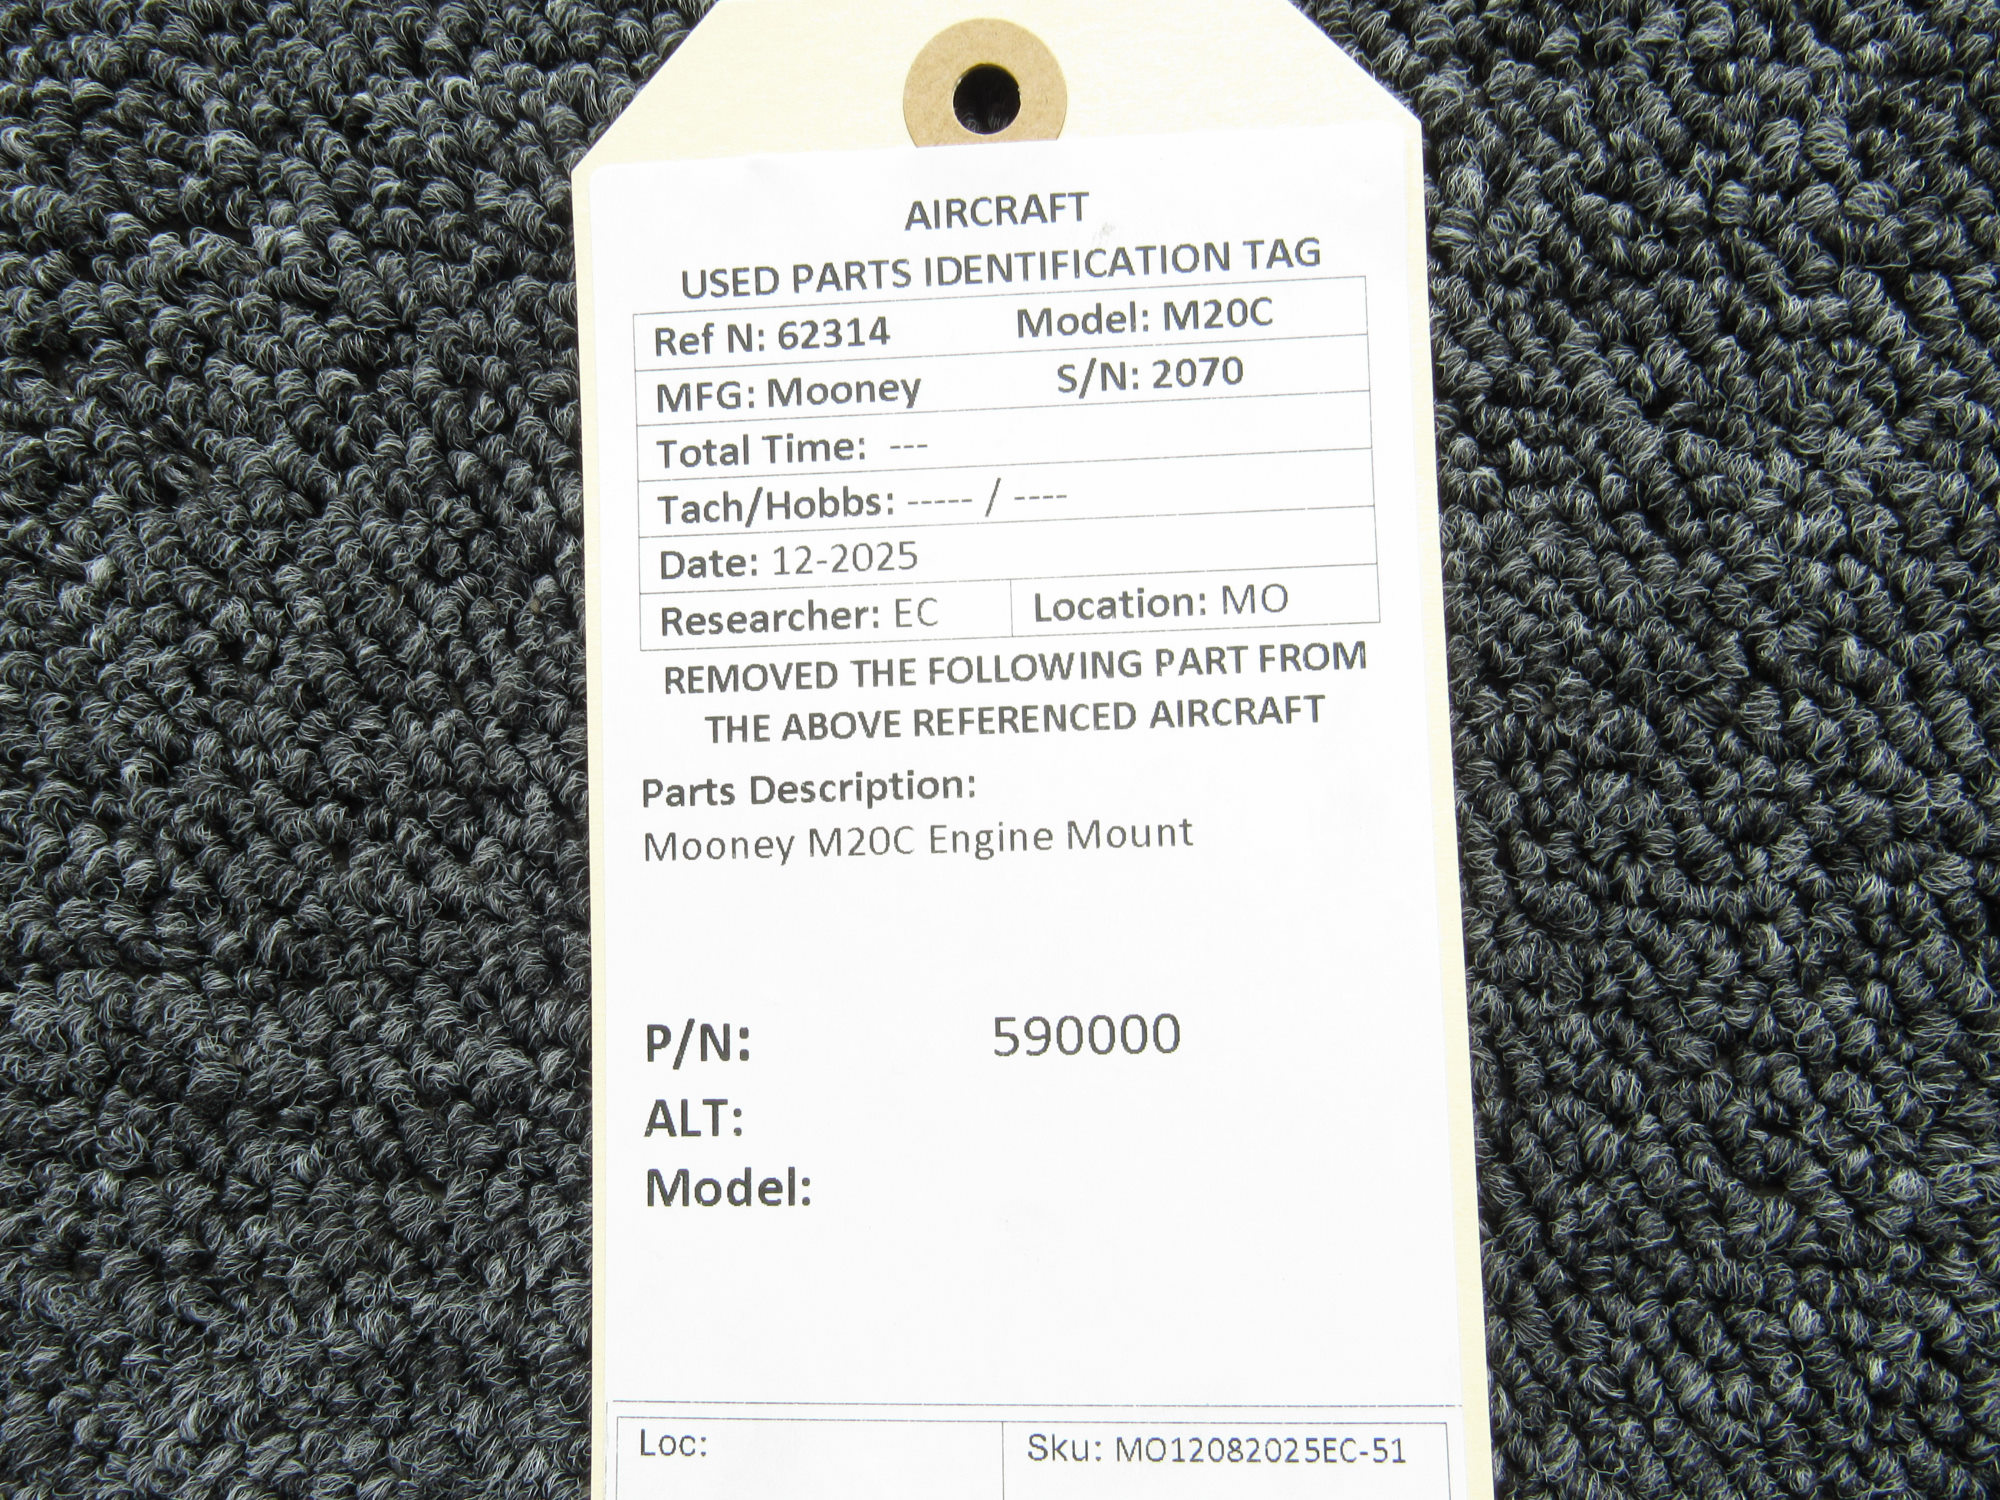 AIRCRAFT
USED PARTS IDENTIFICATION TAG
Ref N: 62314 Model: M20C
MFG: Mooney S/N: 2070
Total Time: ---
Tach/Hobbs: ----- / ----
Date: 12-2025
Researcher: EC Location: MO
REMOVED THE FOLLOWING PART FROM
THE ABOVE REFERENCED AIRCRAFT
Parts Description:
Mooney M20C Engine Mount
P/N: 590000
ALT:
Model:
Loc: Sku: MO12082025EC-51